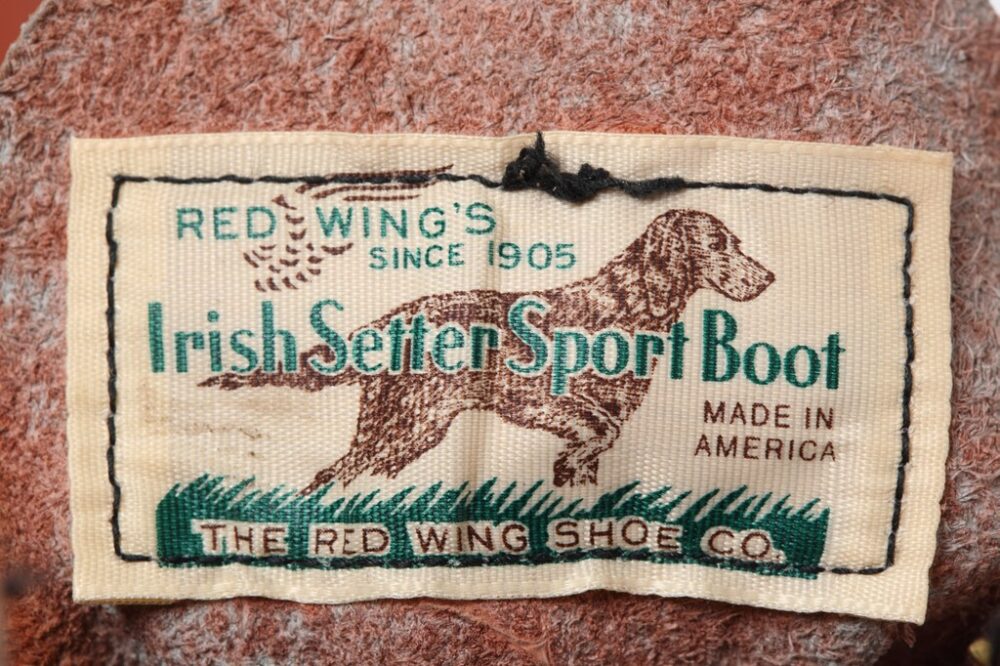 RED WING'S
SINCE 1905
Irish Setter Sport Boot
MADE IN
AMERICA
THE RED WING SHOE CO.